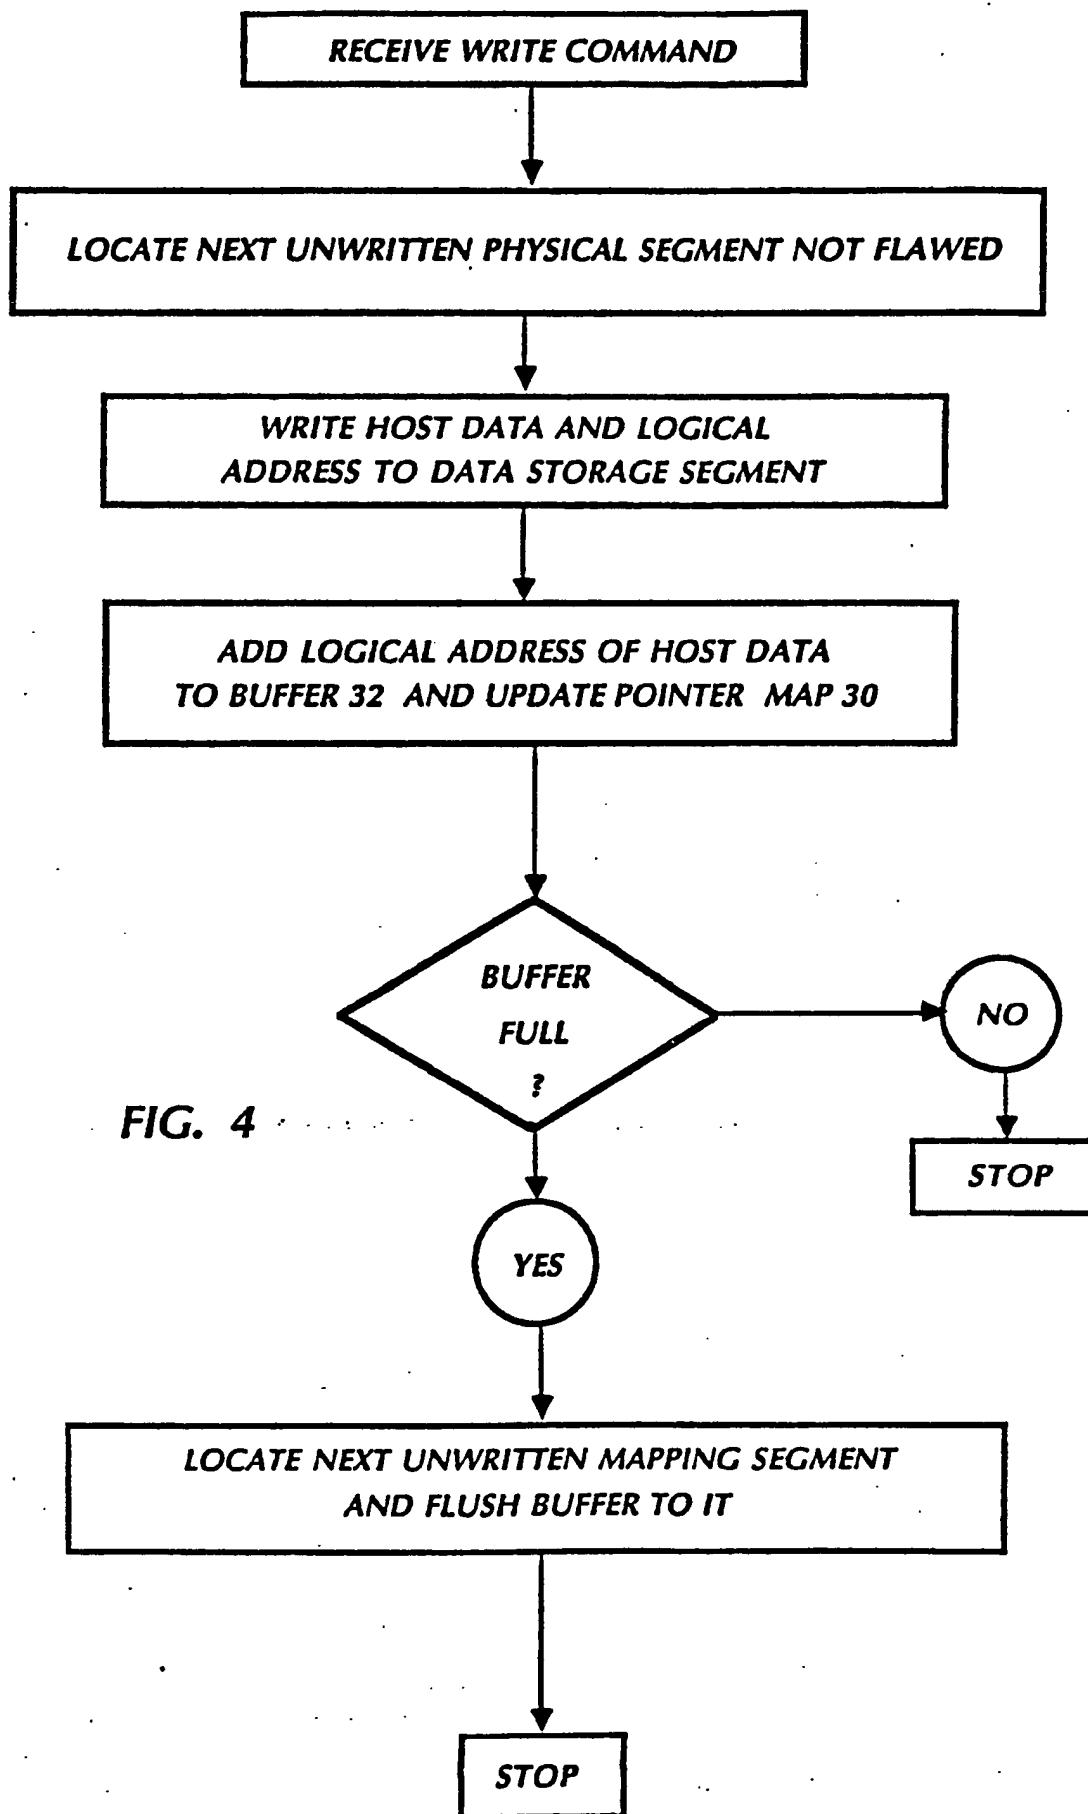 RECEIVE WRITE COMMAND
LOCATE NEXT UNWRITTEN PHYSICAL SEGMENT NOT FLAWED
WRITE HOST DATA AND LOGICAL
ADDRESS TO DATA STORAGE SEGMENT
ADD LOGICAL ADDRESS OF HOST DATA
TO BUFFER 32 AND UPDATE POINTER MAP 30
BUFFER
FULL
?
NO
FIG. 4
STOP
YES
LOCATE NEXT UNWRITTEN MAPPING SEGMENT
AND FLUSH BUFFER TO IT
STOP